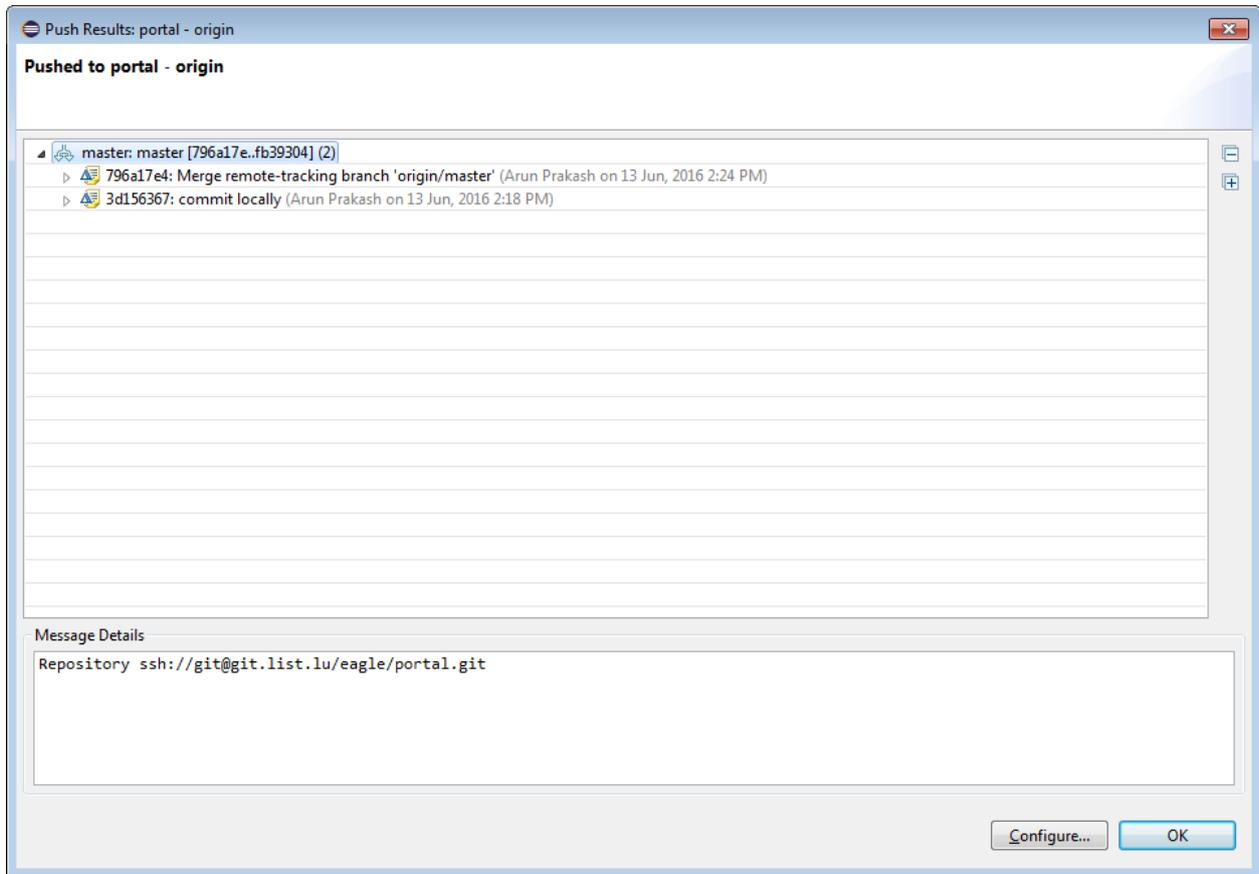 Push Results: portal - origin
Pushed to portal - origin
master: master [796a17e..fb39304] (2)
796a17e4: Merge remote-tracking branch 'origin/master' (Arun Prakash on 13 Jun, 2016 2:24 PM)
3d156367: commit locally (Arun Prakash on 13 Jun, 2016 2:18 PM)
Message Details
Repository ssh://git@git.list.lu/eagle/portal.git
Configure... OK